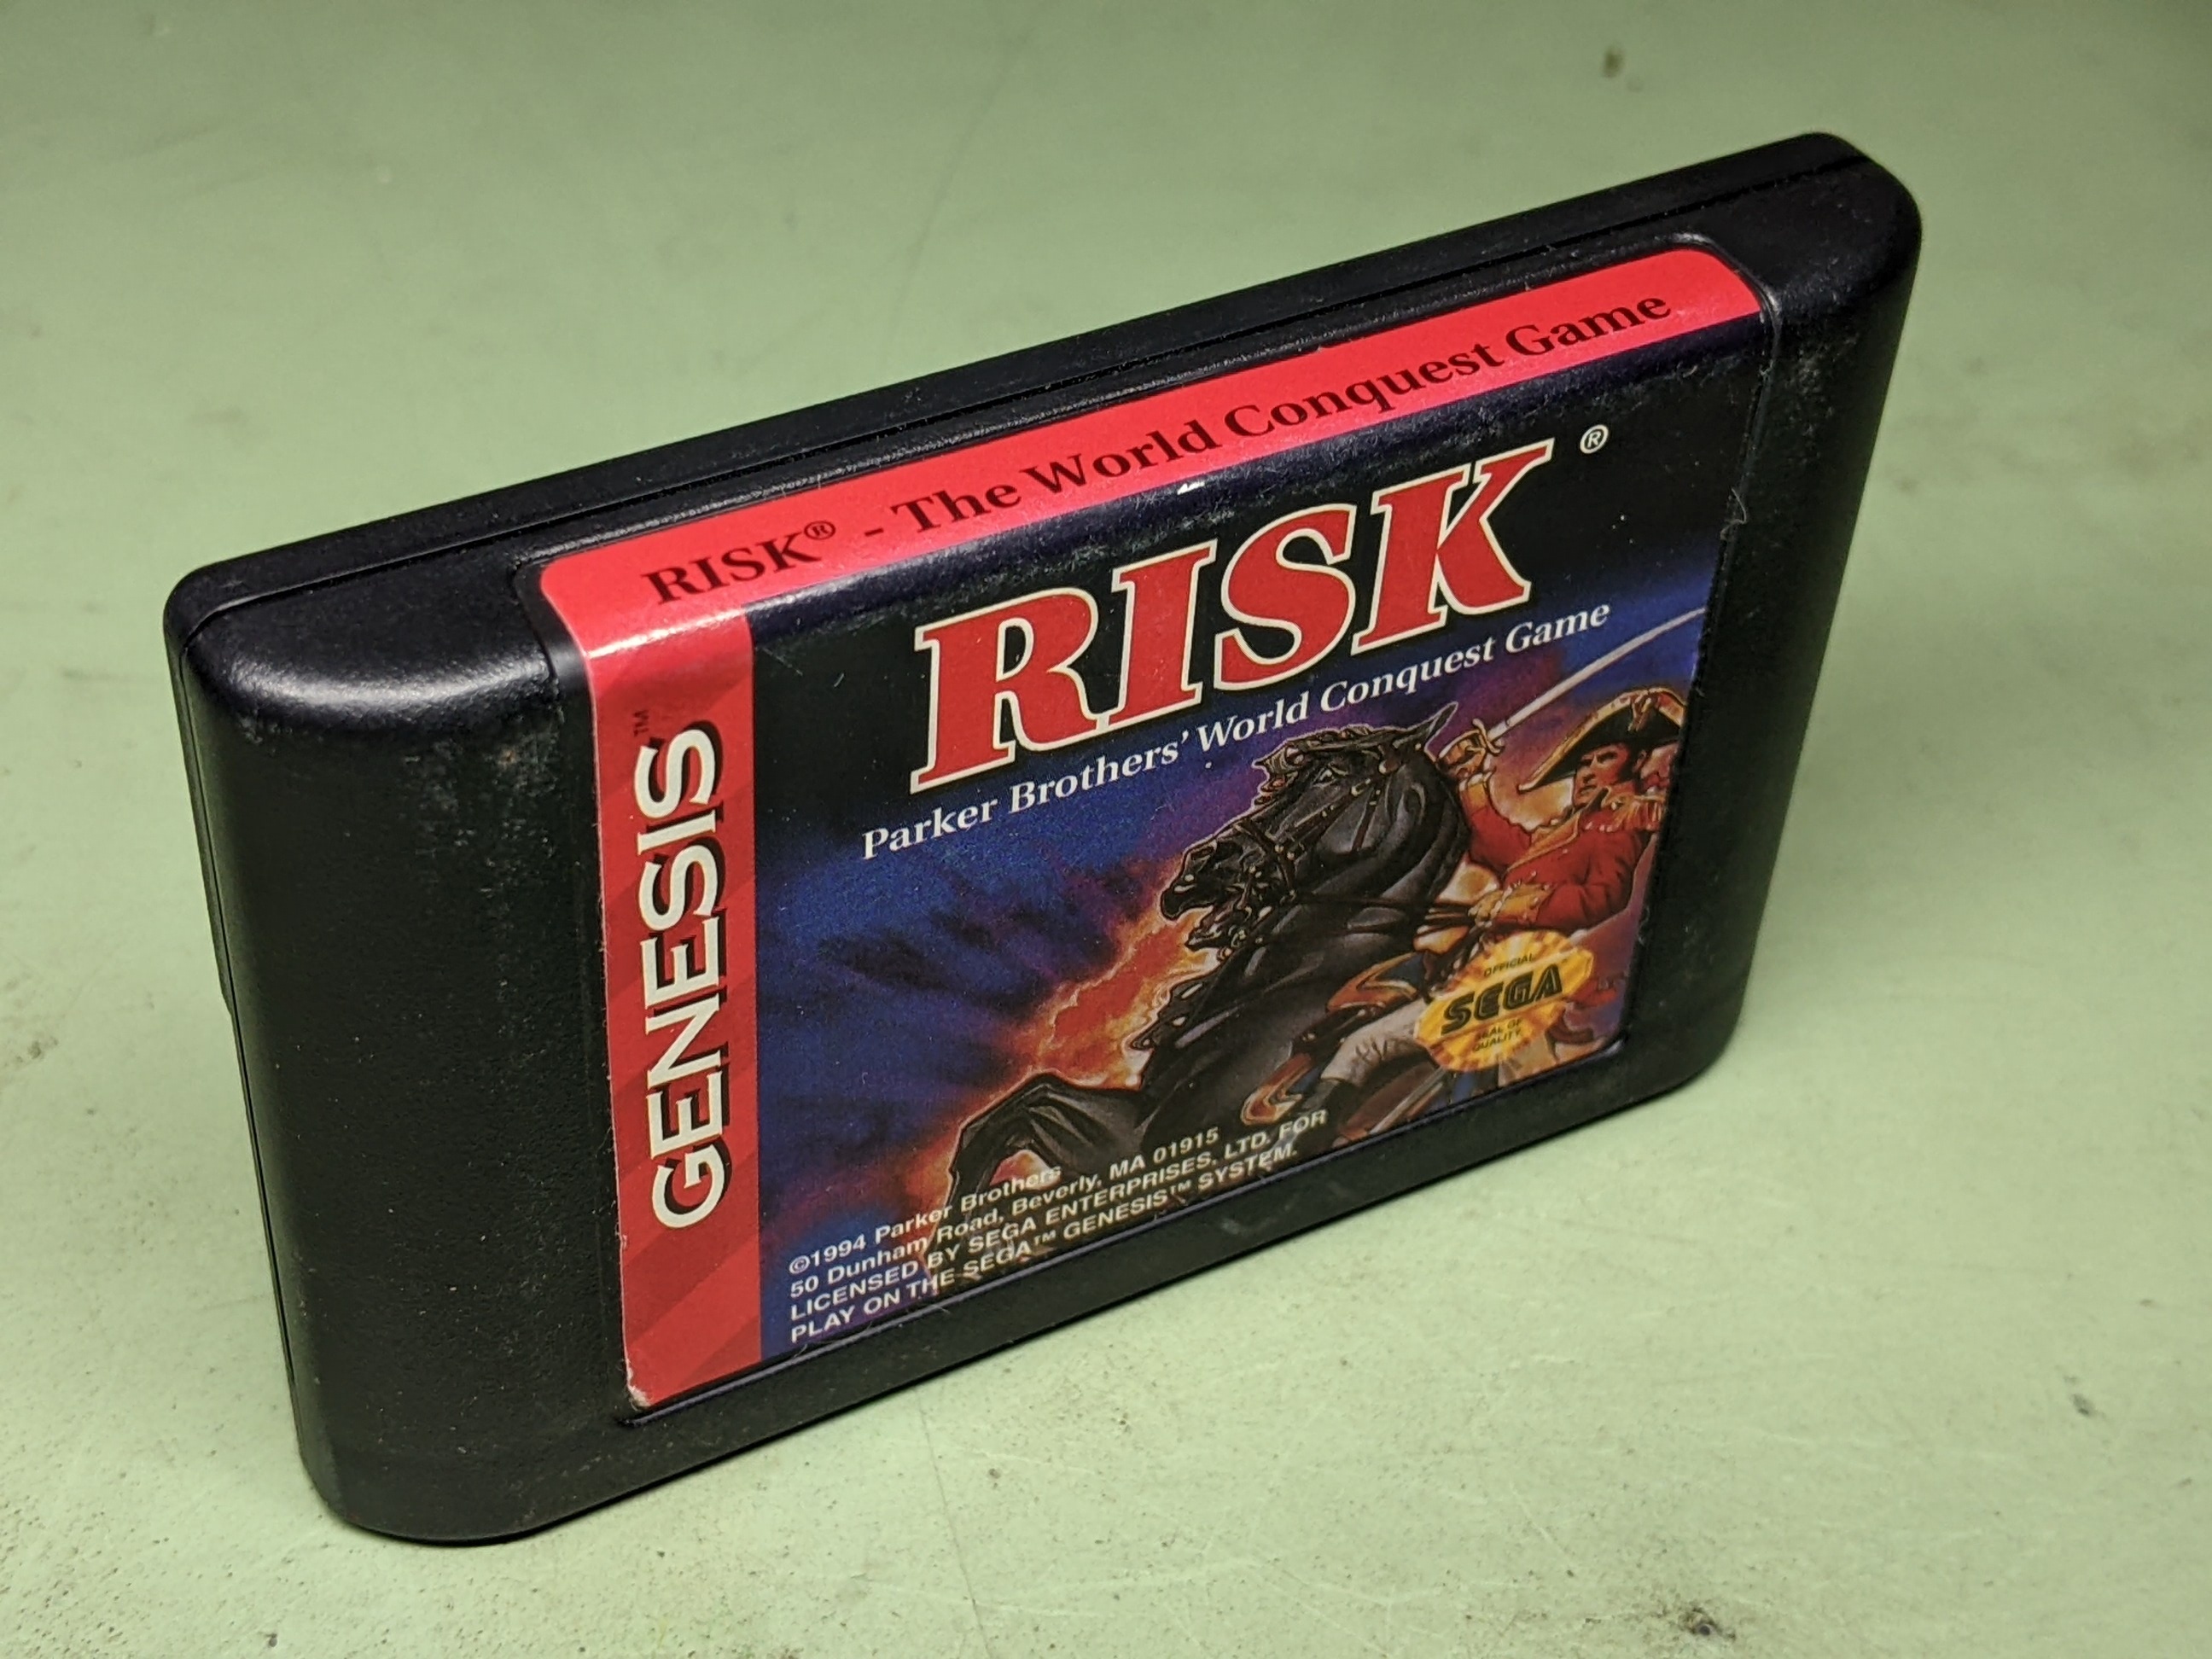 RISK® - The World Conquest Game
GENESIS™
RISK®
Parker Brothers' World Conquest Game
OFFICIAL
SEGA
SEAL OF
QUALITY
©1994 Parker Brothers
50 Dunham Road, Beverly, MA 01915
LICENSED BY SEGA ENTERPRISES, LTD. FOR
PLAY ON THE SEGA™ GENESIS™ SYSTEM.